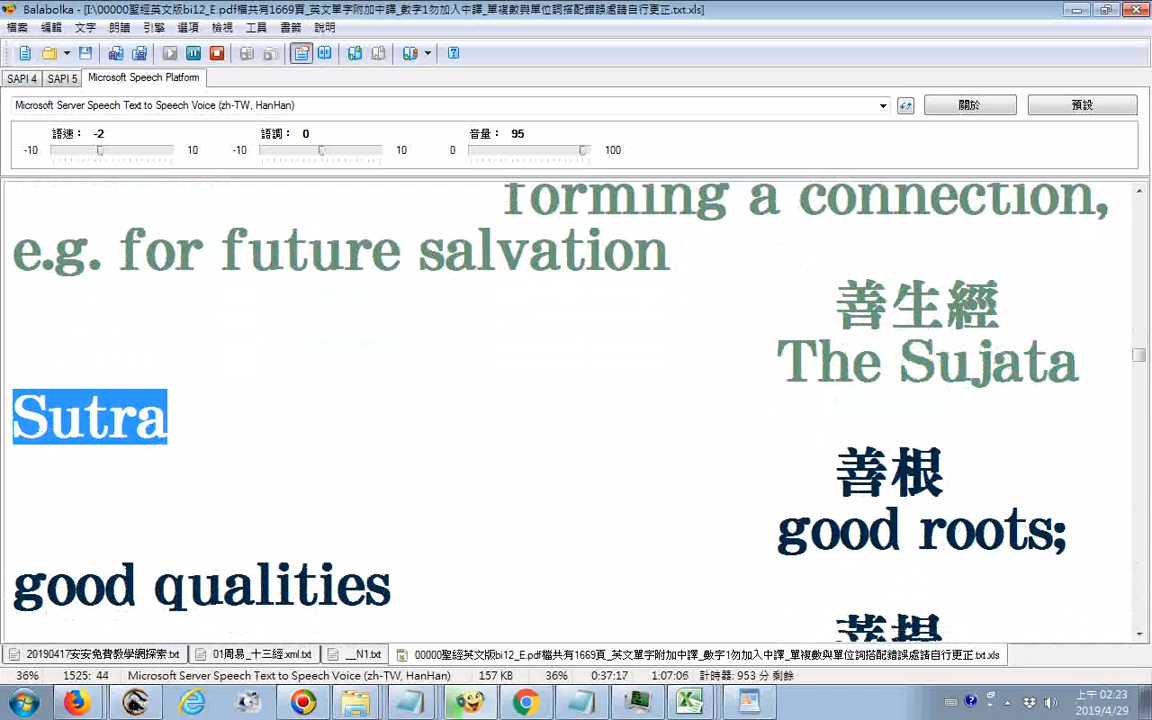 Balabolka - [I:\00000聖經英文版bi12_E.pdf檔共有1669頁_英文單字附加中譯_數字1勿加入中譯_單複數與單位詞搭配錯誤處請自行更正.txt.xls]
檔案 編輯 文字 朗讀 引擎 選項 檢視 工具 書籤 說明
SAPI 4 SAPI 5 Microsoft Speech Platform
Microsoft Server Speech Text to Speech Voice (zh-TW, HanHan) 關於 預設
語速： -2 語調： 0 音量： 95
-10 10 -10 10 0 100
forming a connection,
e.g. for future salvation
善生經
The Sujata
Sutra
善根
good roots;
good qualities
菩提
20190417安安免費教學網探索.txt 01周易_十三經.xml.txt __N1.txt 00000聖經英文版bi12_E.pdf檔共有1669頁_英文單字附加中譯_數字1勿加入中譯_單複數與單位詞搭配錯誤處請自行更正.txt.xls
36% 1525: 44 Microsoft Server Speech Text to Speech Voice (zh-TW, HanHan) 157 KB 36% 0:37:17 1:07:06 計時器: 953 分 剩餘
上午 02:23
2019/4/29